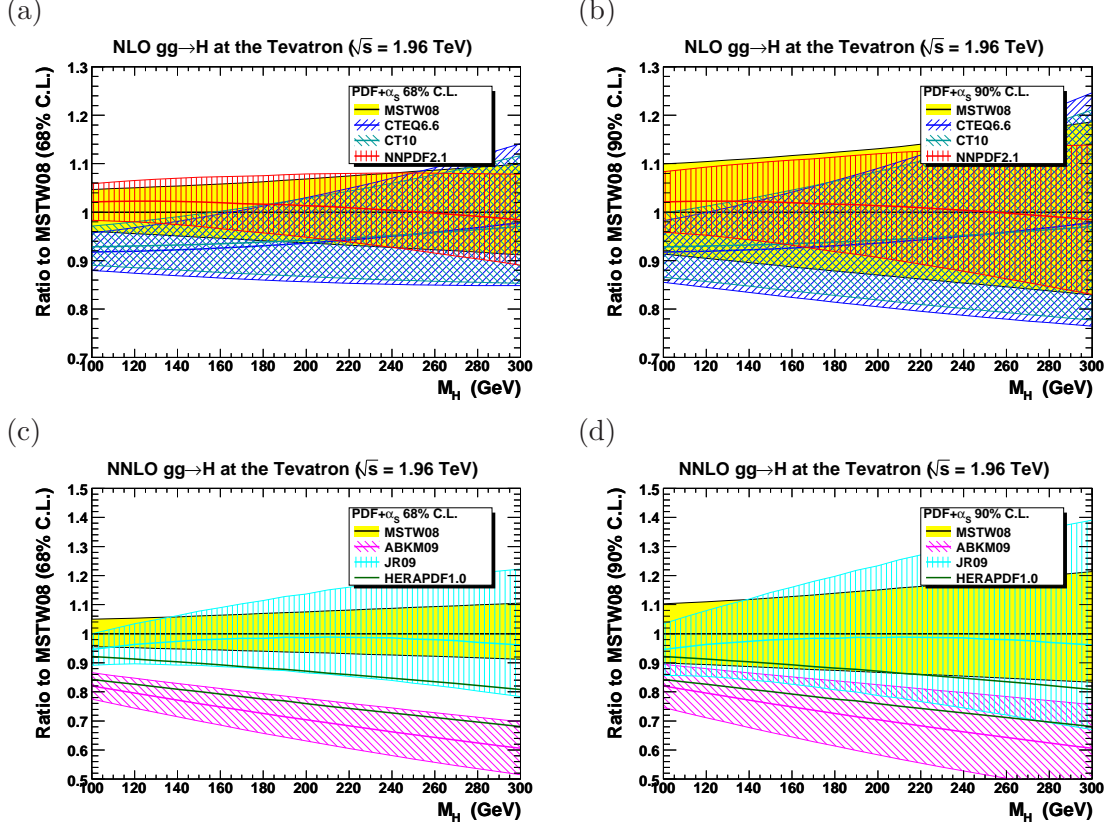 (a)
NLO gg→H at the Tevatron (√s = 1.96 TeV)
Ratio to MSTW08 (68% C.L.)
1.3
1.2
1.1
1
0.9
0.8
0.7
PDF+α_S 68% C.L.
MSTW08
CTEQ6.6
CT10
NNPDF2.1
100 120 140 160 180 200 220 240 260 280 300
M_H (GeV)
(b)
NLO gg→H at the Tevatron (√s = 1.96 TeV)
Ratio to MSTW08 (90% C.L.)
1.3
1.2
1.1
1
0.9
0.8
0.7
PDF+α_S 90% C.L.
MSTW08
CTEQ6.6
CT10
NNPDF2.1
100 120 140 160 180 200 220 240 260 280 300
M_H (GeV)
(c)
NNLO gg→H at the Tevatron (√s = 1.96 TeV)
Ratio to MSTW08 (68% C.L.)
1.5
1.4
1.3
1.2
1.1
1
0.9
0.8
0.7
0.6
0.5
PDF+α_S 68% C.L.
MSTW08
ABKM09
JR09
HERAPDF1.0
100 120 140 160 180 200 220 240 260 280 300
M_H (GeV)
(d)
NNLO gg→H at the Tevatron (√s = 1.96 TeV)
Ratio to MSTW08 (90% C.L.)
1.5
1.4
1.3
1.2
1.1
1
0.9
0.8
0.7
0.6
0.5
PDF+α_S 90% C.L.
MSTW08
ABKM09
JR09
HERAPDF1.0
100 120 140 160 180 200 220 240 260 280 300
M_H (GeV)